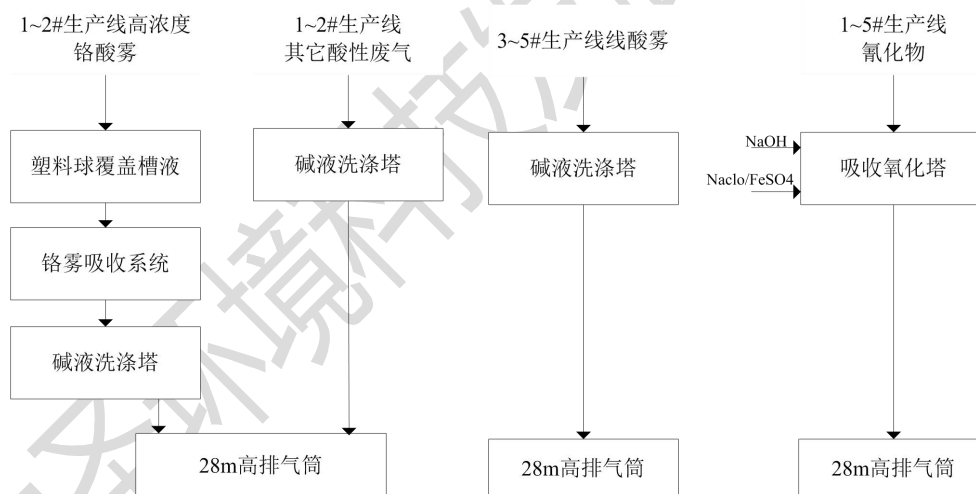 1~2#生产线高浓度
铬酸雾
1~2#生产线
其它酸性废气
3~5#生产线线酸雾
1~5#生产线
氰化物
塑料球覆盖槽液
碱液洗涤塔
碱液洗涤塔
NaOH
Naclo/FeSO4
吸收氧化塔
铬雾吸收系统
碱液洗涤塔
28m高排气筒
28m高排气筒
28m高排气筒
环境科技